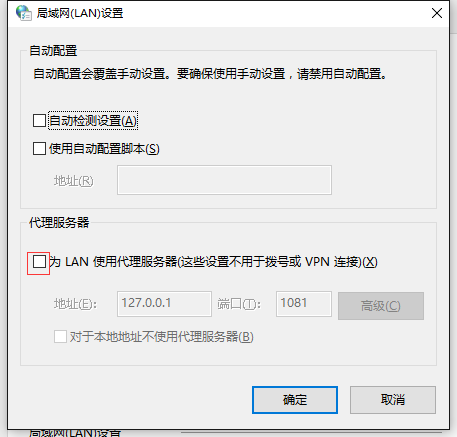 局域网(LAN)设置
自动配置
自动配置会覆盖手动设置。要确保使用手动设置，请禁用自动配置。
自动检测设置(A)
使用自动配置脚本(S)
地址(R)
代理服务器
为 LAN 使用代理服务器(这些设置不用于拨号或 VPN 连接)(X)
地址(E): 127.0.0.1 端口(T): 1081 高级(C)
对于本地地址不使用代理服务器(B)
确定 取消
局域网(LAN)设置